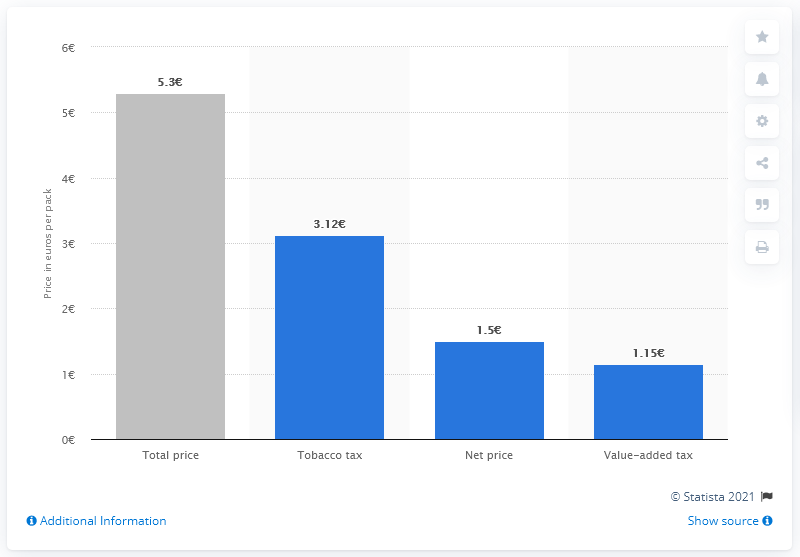 6€
5€
4€
3€
2€
1€
0€
Price in euros per pack
5.3€
3.12€
1.5€
1.15€
Total price
Tobacco tax
Net price
Value-added tax
© Statista 2021
Additional Information
Show source